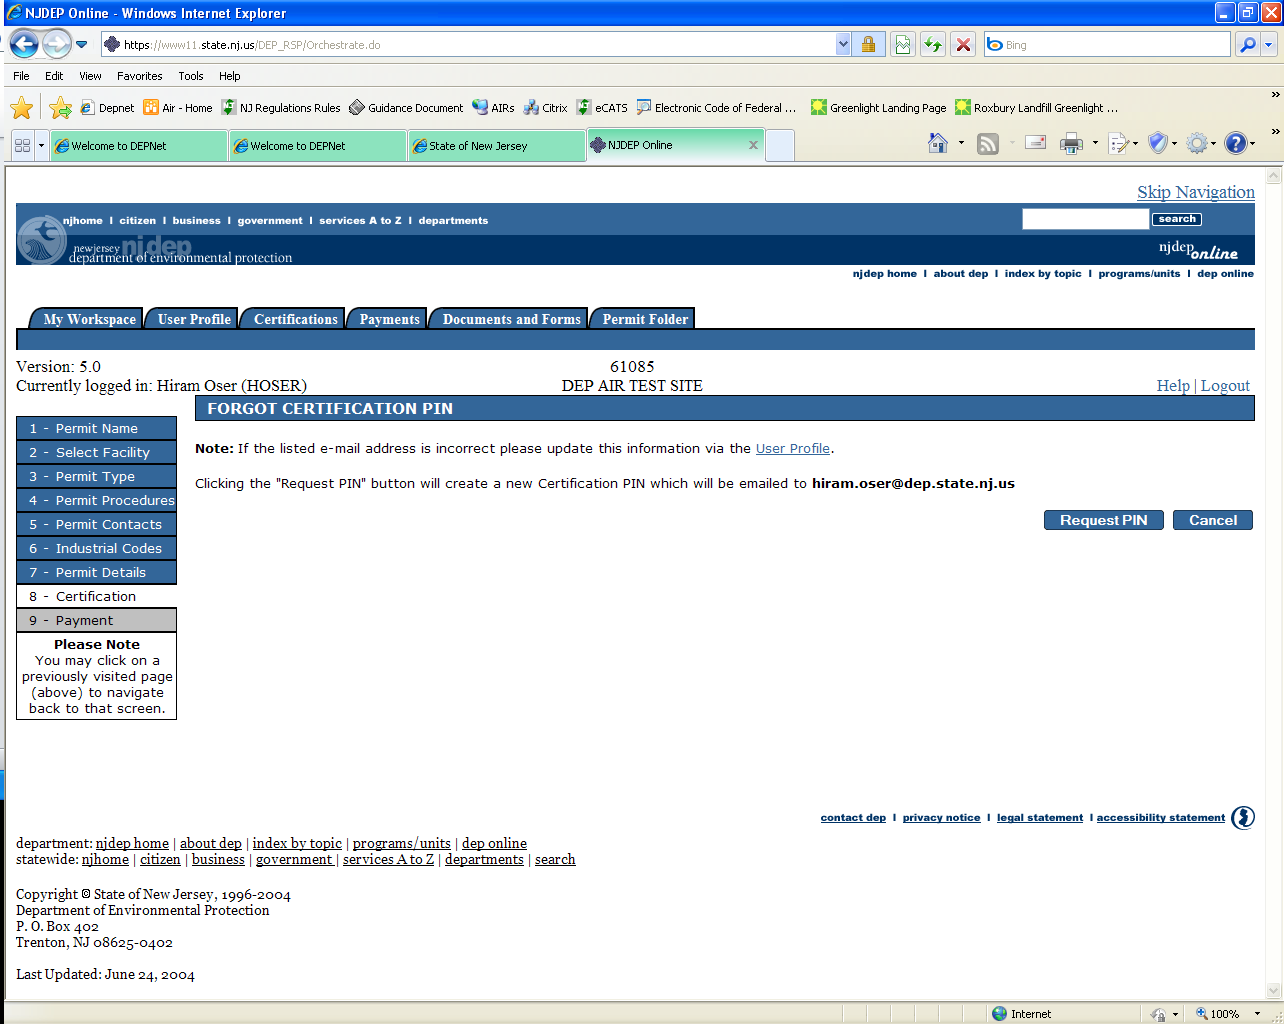 NJDEP Online - Windows Internet Explorer
https://www11.state.nj.us/DEP_RSP/Orchestrate.do
Bing
File Edit View Favorites Tools Help
Depnet Air - Home NJ Regulations Rules Guidance Document AIRs Citrix eCATS Electronic Code of Federal ... Greenlight Landing Page Roxbury Landfill Greenlight ...
Welcome to DEPNet Welcome to DEPNet State of New Jersey NJDEP Online
Skip Navigation
njhome | citizen | business | government | services A to Z | departments
search
newjersey njdep
department of environmental protection
njdep online
njdep home | about dep | index by topic | programs/units | dep online
My Workspace User Profile Certifications Payments Documents and Forms Permit Folder
Version: 5.0 61085
Currently logged in: Hiram Oser (HOSER) DEP AIR TEST SITE Help | Logout
FORGOT CERTIFICATION PIN
1 - Permit Name
2 - Select Facility
3 - Permit Type
4 - Permit Procedures
5 - Permit Contacts
6 - Industrial Codes
7 - Permit Details
8 - Certification
9 - Payment
Please Note
You may click on a
previously visited page
(above) to navigate
back to that screen.
Note: If the listed e-mail address is incorrect please update this information via the User Profile.
Clicking the "Request PIN" button will create a new Certification PIN which will be emailed to hiram.oser@dep.state.nj.us
Request PIN Cancel
contact dep | privacy notice | legal statement | accessibility statement
department: njdep home | about dep | index by topic | programs/units | dep online
statewide: njhome | citizen | business | government | services A to Z | departments | search
Copyright © State of New Jersey, 1996-2004
Department of Environmental Protection
P. O. Box 402
Trenton, NJ 08625-0402
Last Updated: June 24, 2004
Internet 100%